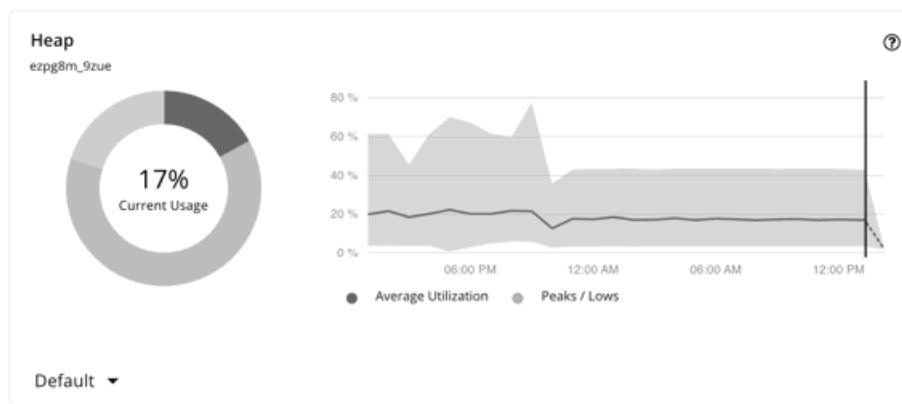 Heap
ezpg8m_9zue
17%
Current Usage
80 %
60 %
40 %
20 %
0 %
06:00 PM 12:00 AM 06:00 AM 12:00 PM
Average Utilization Peaks / Lows
Default